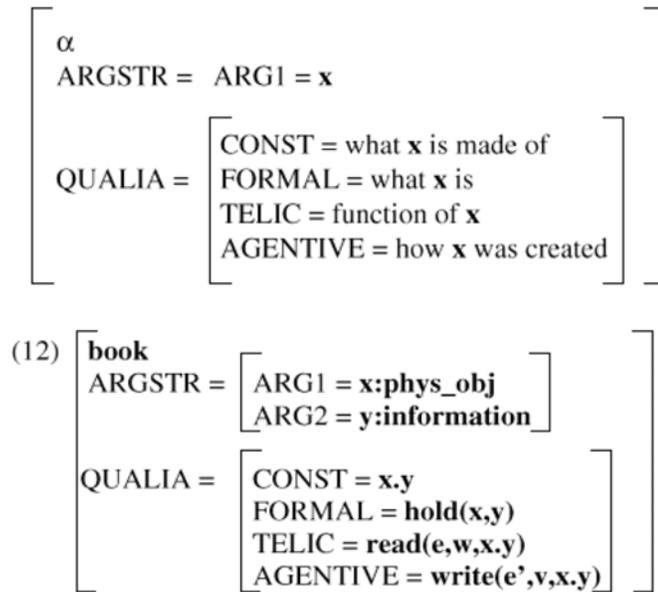 α
ARGSTR = ARG1 = x
CONST = what x is made of
QUALIA = FORMAL = what x is
TELIC = function of x
AGENTIVE = how x was created
(12) book
ARGSTR = ARG1 = x:phys_obj
ARG2 = y:information
QUALIA = CONST = x.y
FORMAL = hold(x,y)
TELIC = read(e,w,x.y)
AGENTIVE = write(e’,v,x.y)